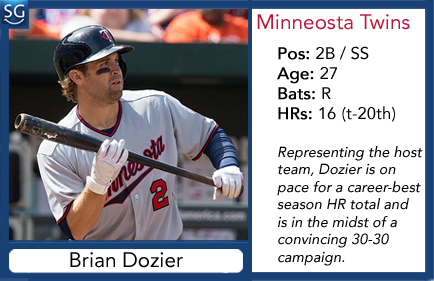 SG
Minneosta Twins
Pos: 2B / SS
Age: 27
Bats: R
HRs: 16 (t-20th)
Representing the host
team, Dozier is on
pace for a career-best
season HR total and
is in the midst of a
convincing 30-30
campaign.
Minnesota
2
Brian Dozier